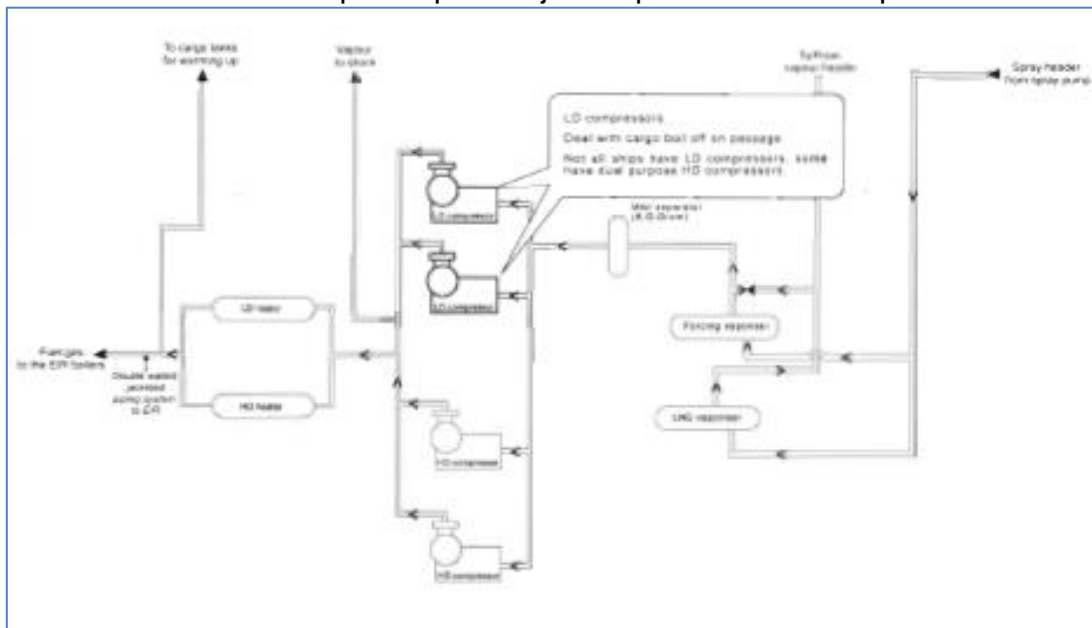 To cargo tanks
for warming up
Vapour
to shore
To/From
vapour header
Spray header
from spray pump
LD compressors
Deal with cargo boil off on passage
Not all ships have LD compressors, some
have dual purpose HD compressors.
LD compressor
Mist separator
LD compressor
LD heater
Forcing vaporiser
Fuel gas
to the E/R boilers
Double walled
jacketed
piping system
to E/R
HD heater
LNG vaporiser
HD compressor
HD compressor